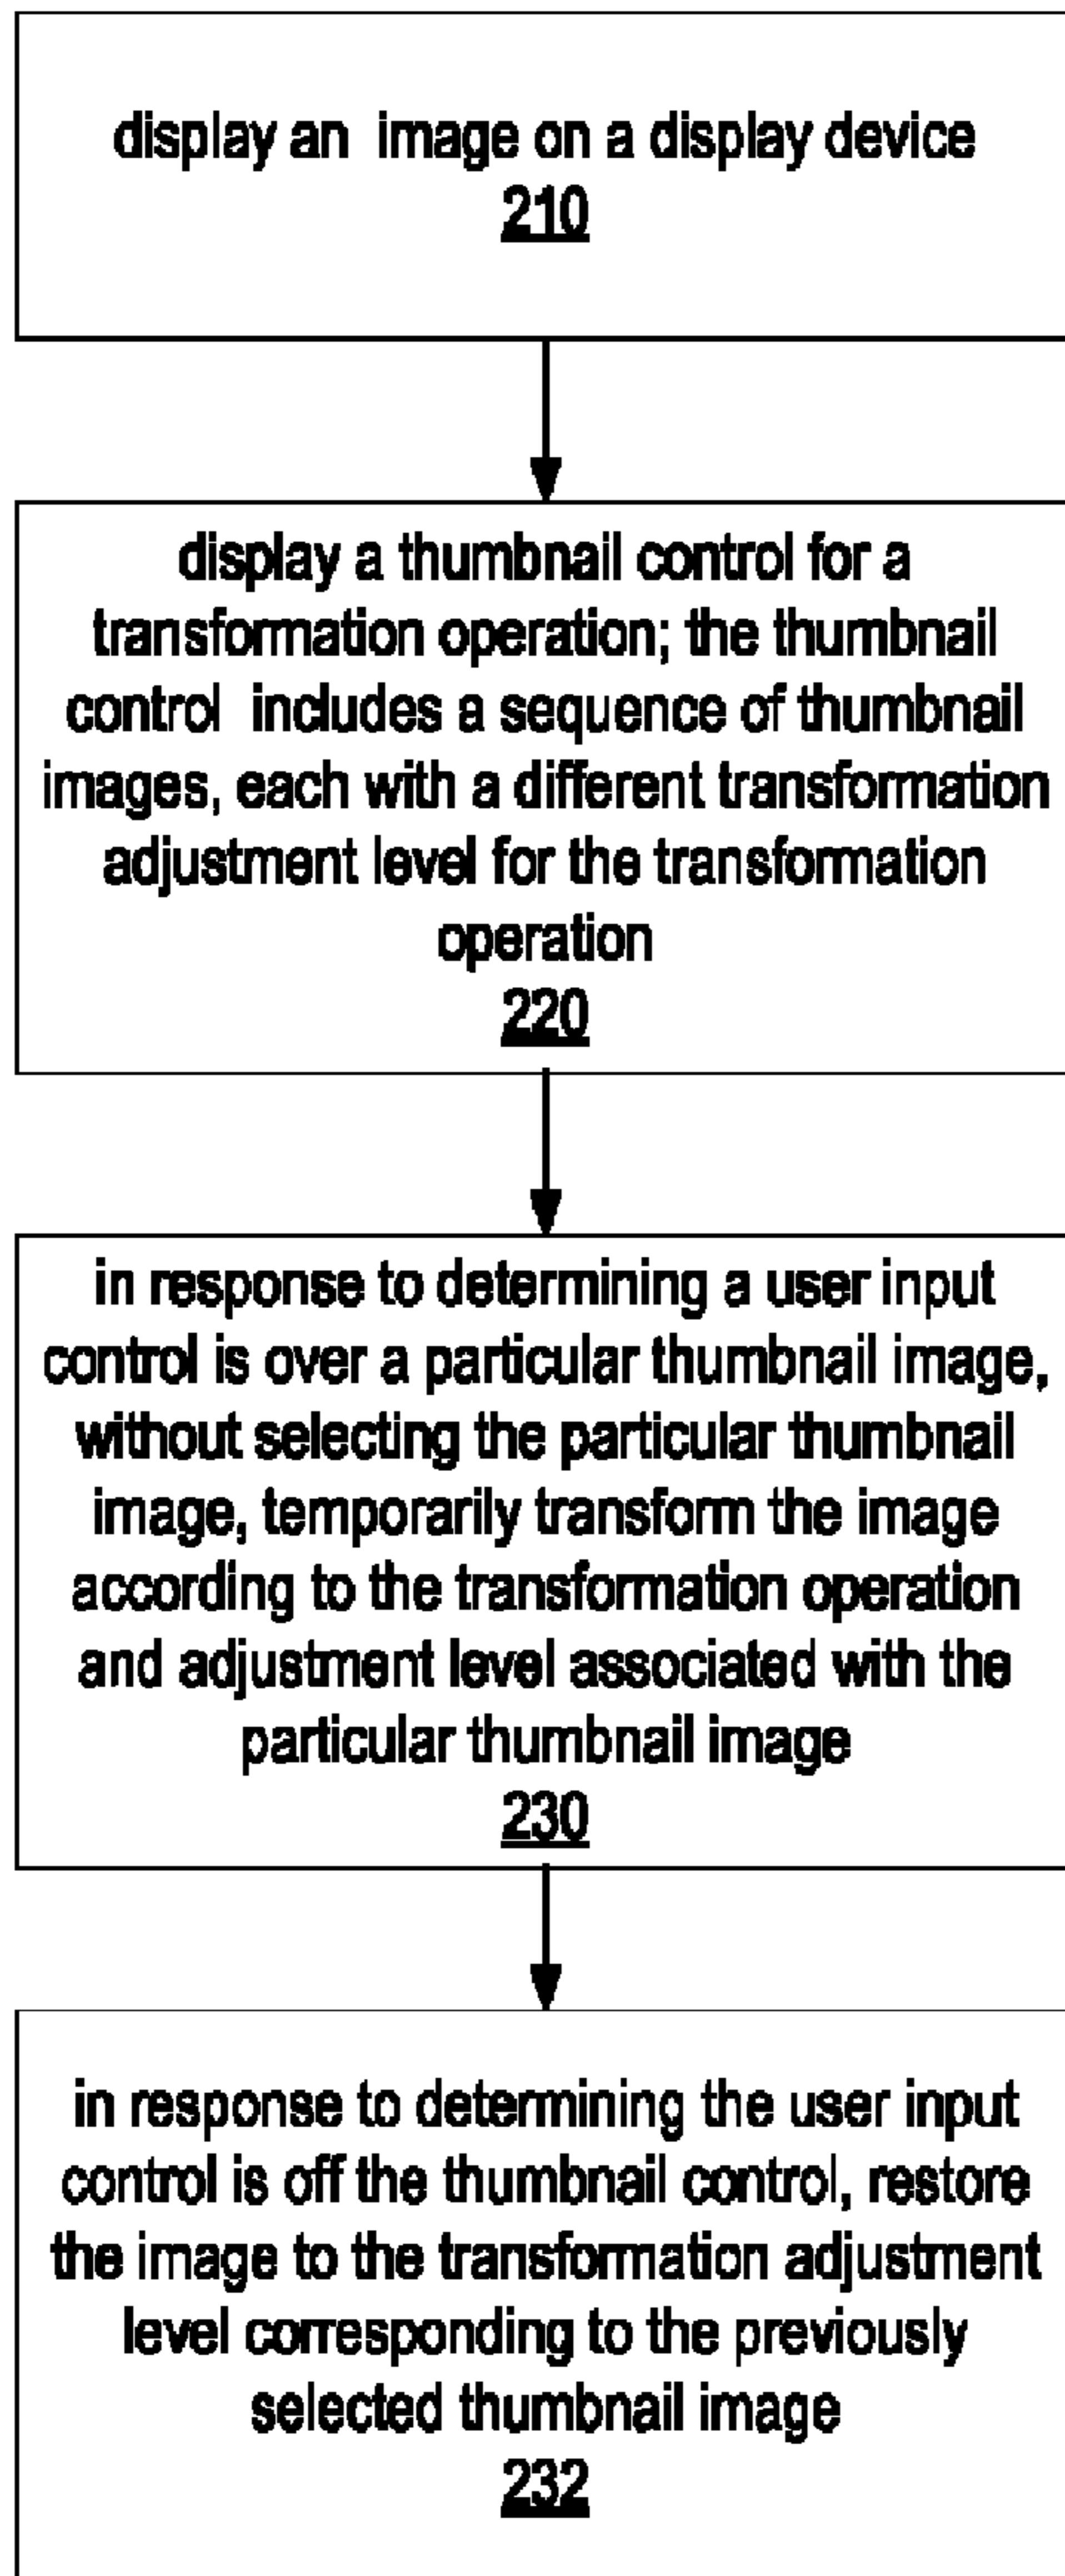 display an image on a display device
210
display a thumbnail control for a
transformation operation; the thumbnail
control includes a sequence of thumbnail
images, each with a different transformation
adjustment level for the transformation
operation
220
in response to determining a user input
control is over a particular thumbnail image,
without selecting the particular thumbnail
image, temporarily transform the image
according to the transformation operation
and adjustment level associated with the
particular thumbnail image
230
in response to determining the user input
control is off the thumbnail control, restore
the image to the transformation adjustment
level corresponding to the previously
selected thumbnail image
232